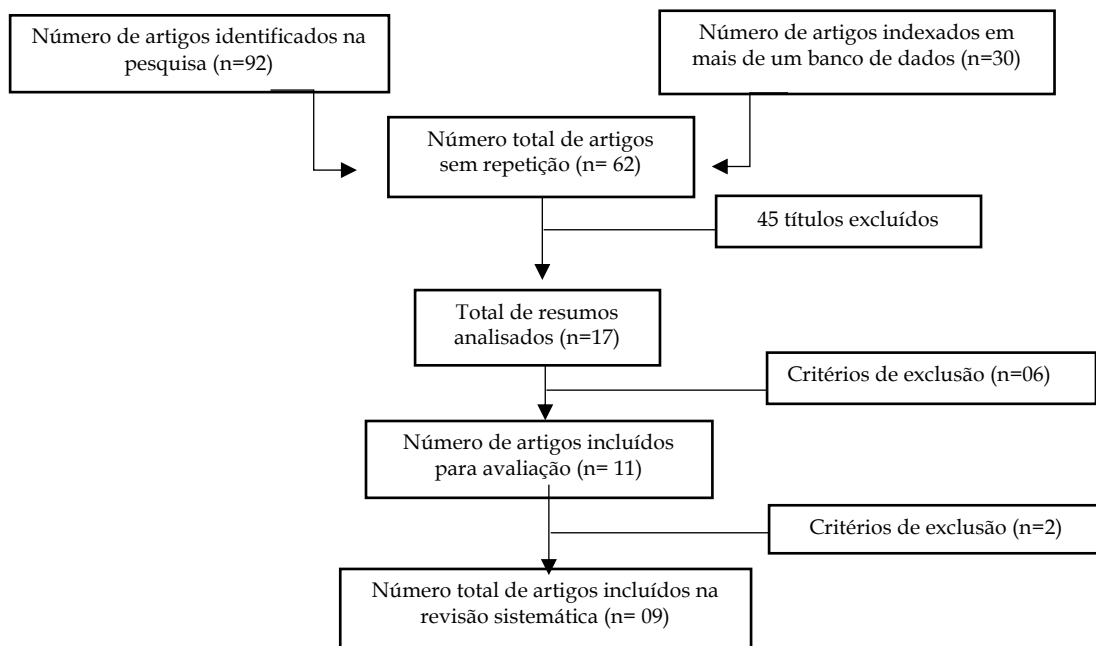 Número de artigos identificados na
pesquisa (n=92)
Número de artigos indexados em
mais de um banco de dados (n=30)
Número total de artigos
sem repetição (n= 62)
45 títulos excluídos
Total de resumos
analisados (n=17)
Critérios de exclusão (n=06)
Número de artigos incluídos
para avaliação (n= 11)
Critérios de exclusão (n=2)
Número total de artigos incluídos na
revisão sistemática (n= 09)